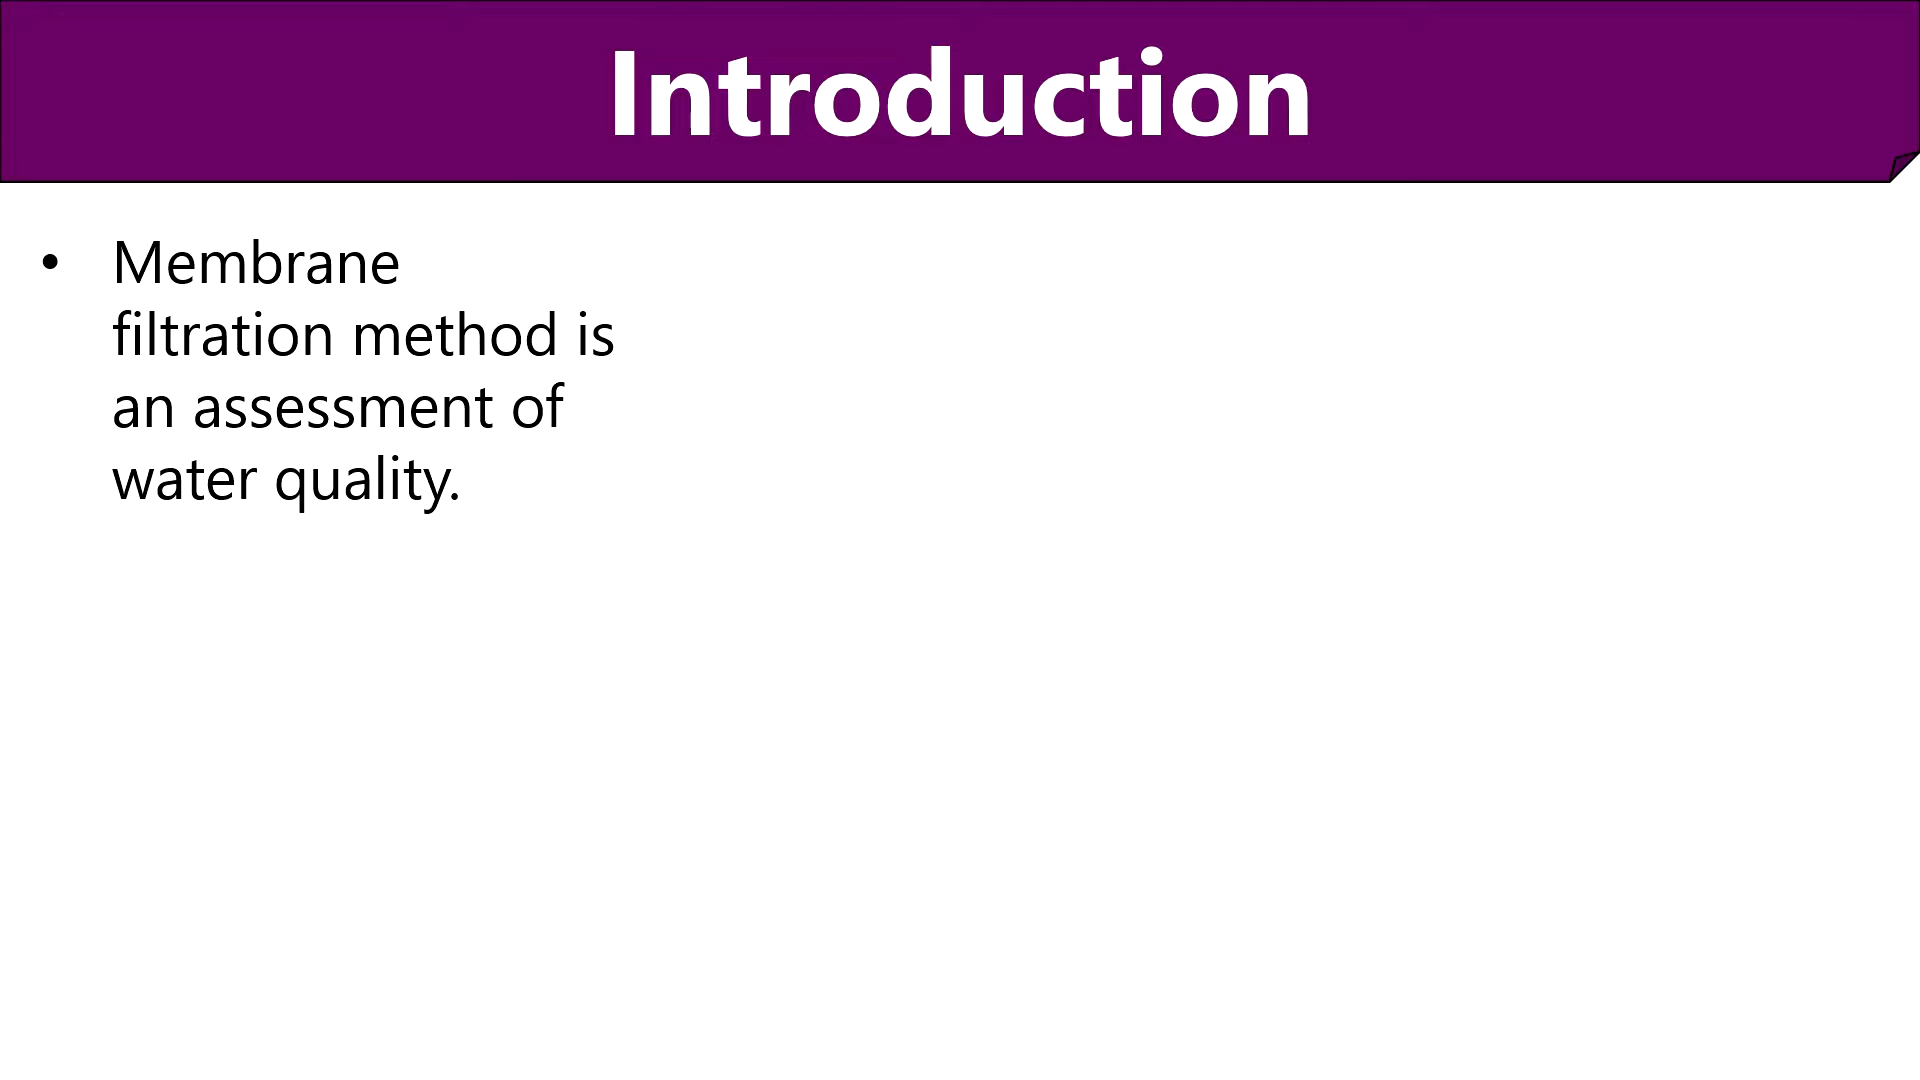 Introduction
• Membrane
filtration method is
an assessment of
water quality.